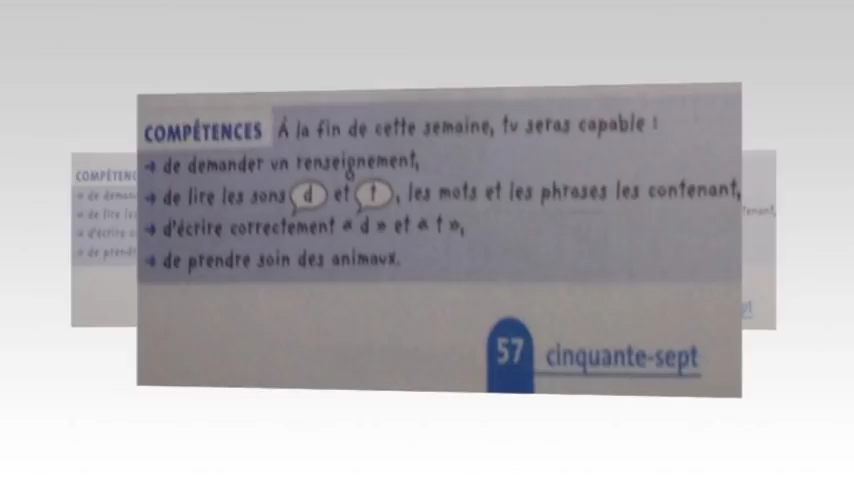 COMPÉTENCES À la fin de cette semaine, tu seras capable :
→ de demander un renseignement,
→ de lire les sons d et t, les mots et les phrases les contenant,
→ d'écrire correctement « d » et « t »,
→ de prendre soin des animaux.
57 cinquante-sept